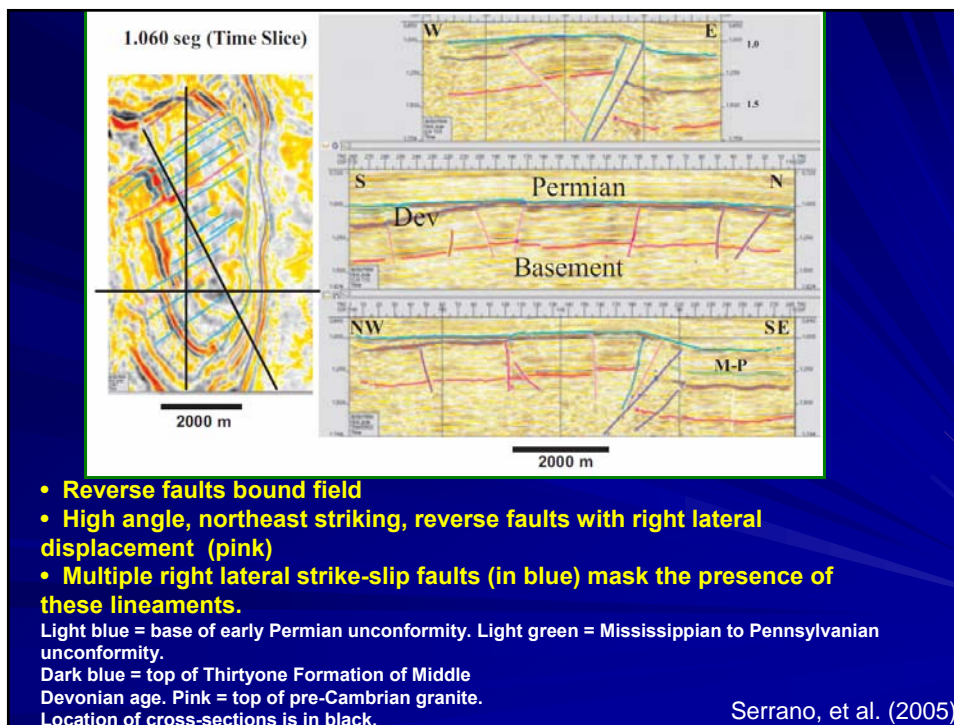 1.060 seg (Time Slice)
2000 m
W
E
1.0
1.5
S
N
Permian
Dev
Basement
NW
SE
M-P
2000 m
• Reverse faults bound field
• High angle, northeast striking, reverse faults with right lateral
displacement (pink)
• Multiple right lateral strike-slip faults (in blue) mask the presence of
these lineaments.
Light blue = base of early Permian unconformity. Light green = Mississippian to Pennsylvanian
unconformity.
Dark blue = top of Thirtyone Formation of Middle
Devonian age. Pink = top of pre-Cambrian granite.
Location of cross-sections is in black.
Serrano, et al. (2005)